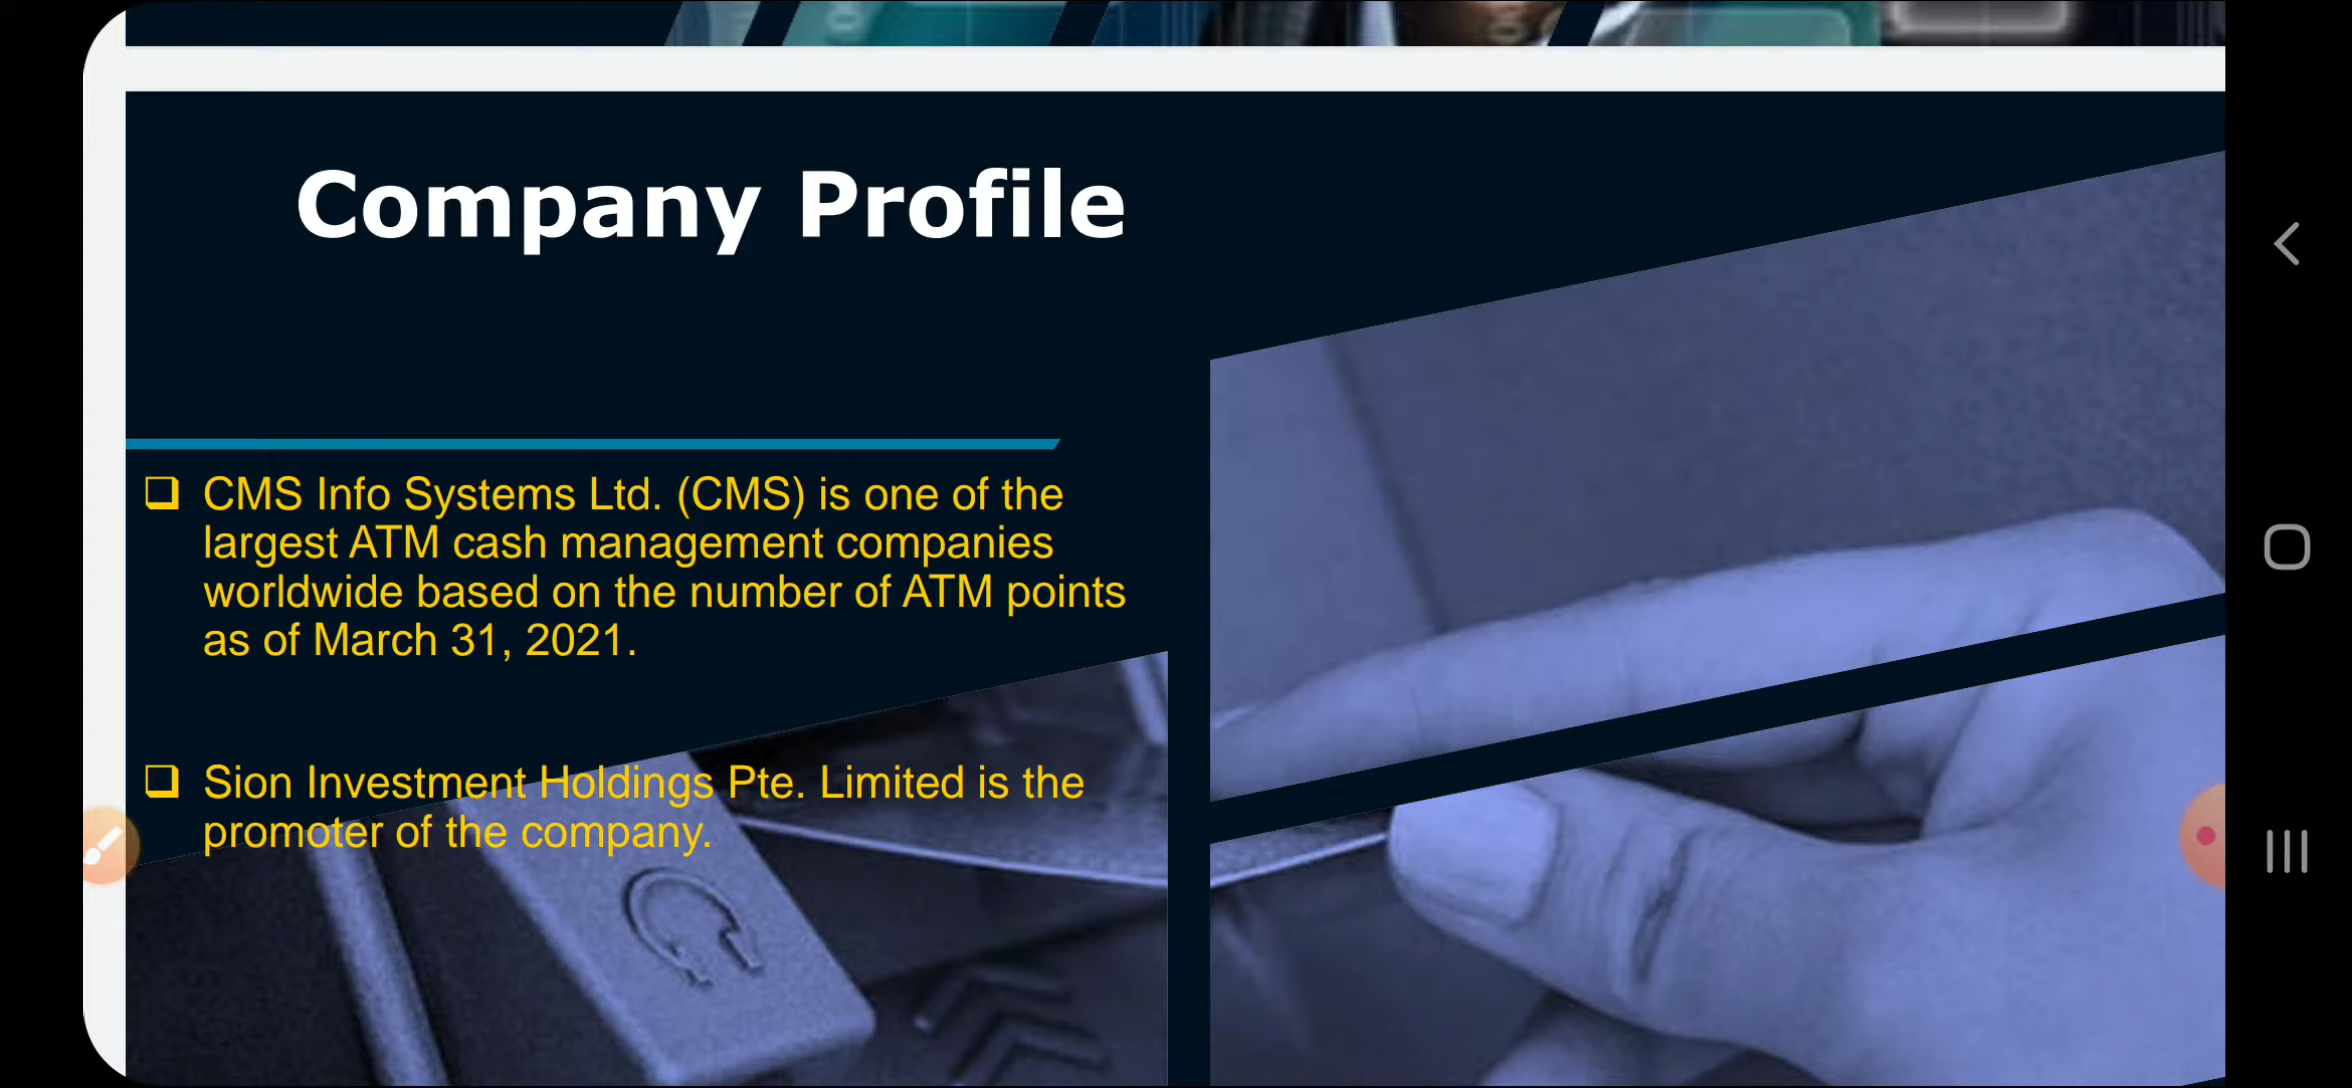 Company Profile
CMS Info Systems Ltd. (CMS) is one of the
largest ATM cash management companies
worldwide based on the number of ATM points
as of March 31, 2021.
Sion Investment Holdings Pte. Limited is the
promoter of the company.